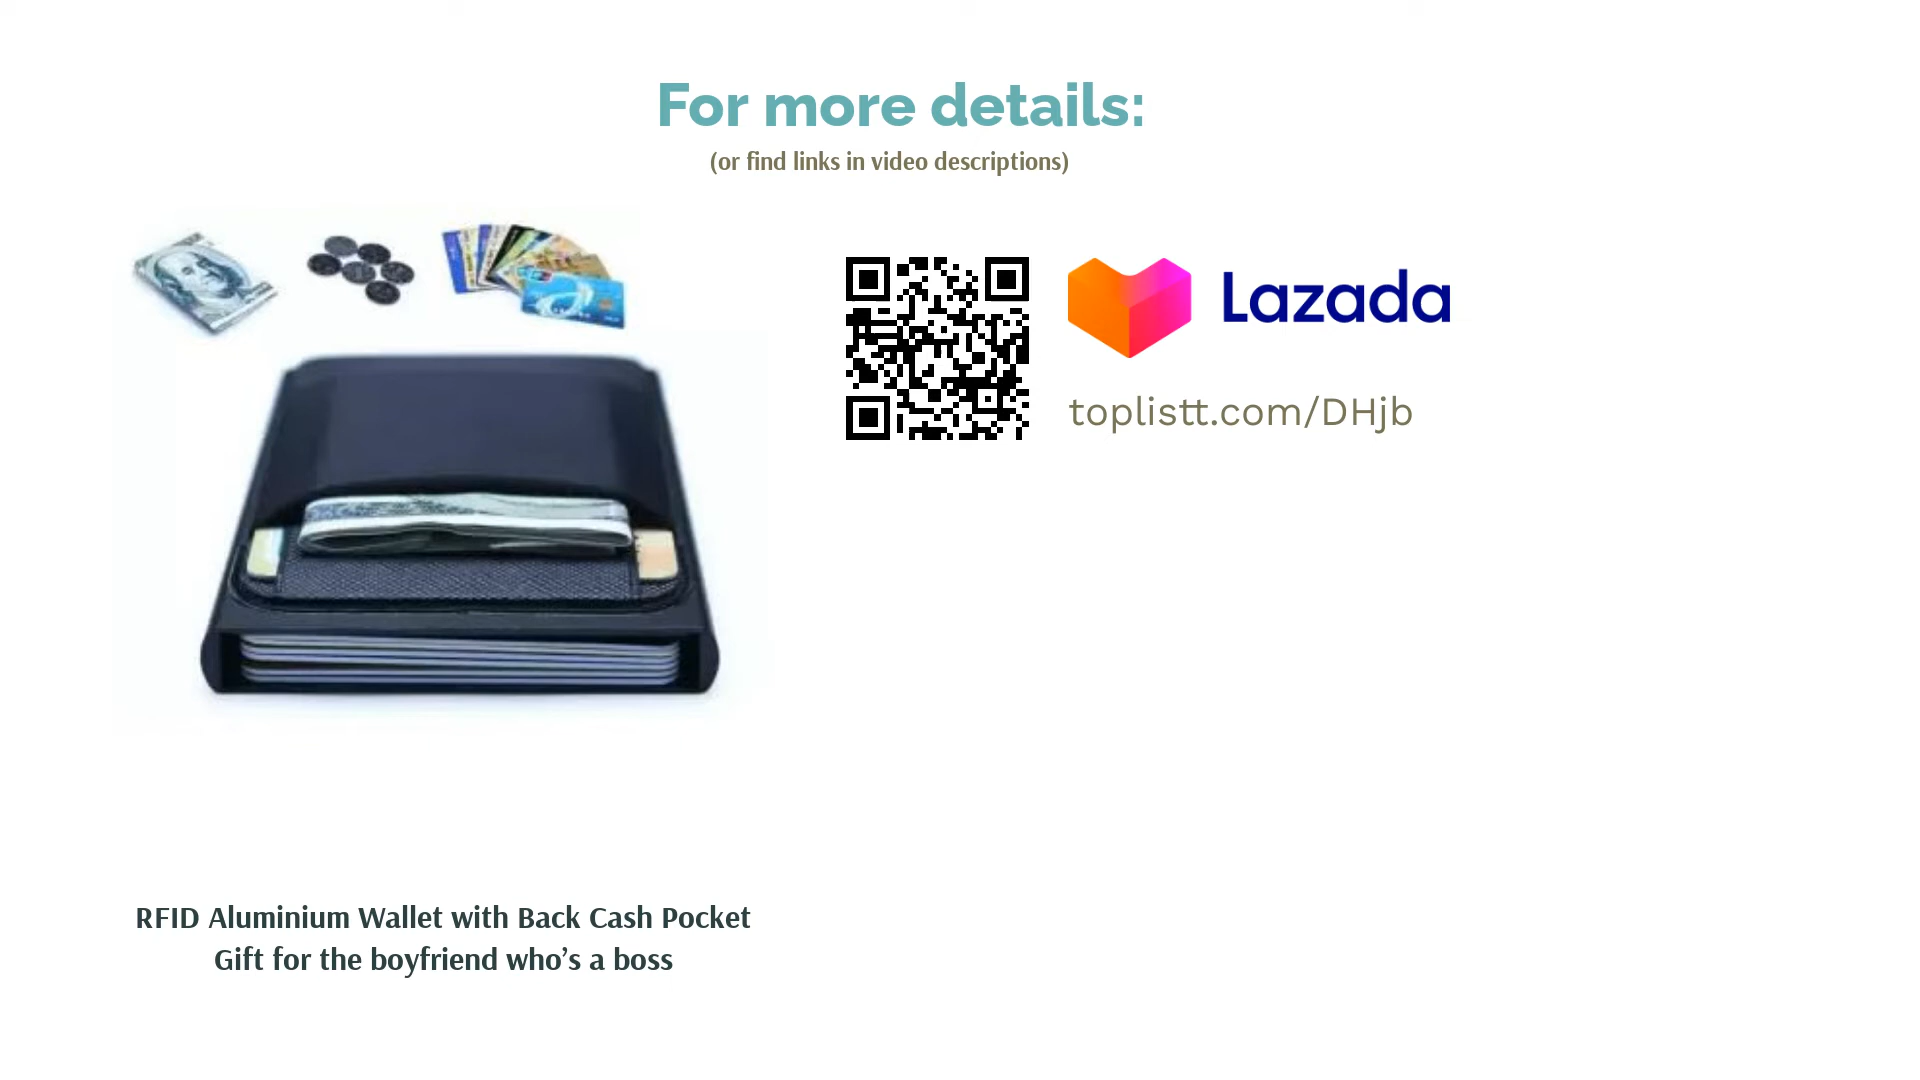 For more details:
(or find links in video descriptions)
Lazada
toplistt.com/DHjb
RFID Aluminium Wallet with Back Cash Pocket
Gift for the boyfriend who’s a boss